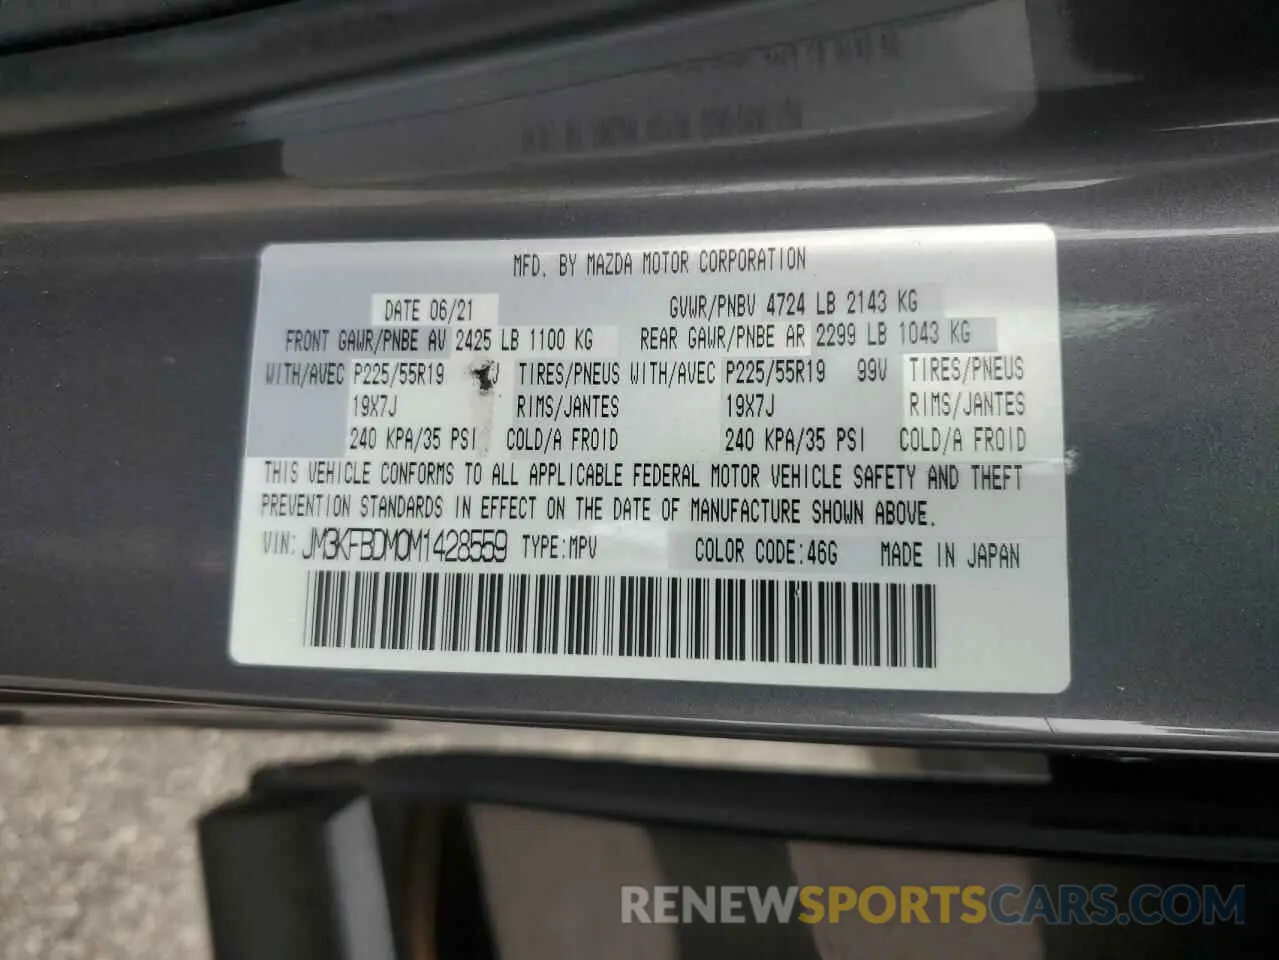 MFD. BY MAZDA MOTOR CORPORATION
DATE 06/21 GVWR/PNBV 4724 LB 2143 KG
FRONT GAWR/PNBE AV 2425 LB 1100 KG REAR GAWR/PNBE AR 2299 LB 1043 KG
WITH/AVEC P225/55R19 TIRES/PNEUS WITH/AVEC P225/55R19 99V TIRES/PNEUS
19X7J RIMS/JANTES 19X7J RIMS/JANTES
240 KPA/35 PSI COLD/A FROID 240 KPA/35 PSI COLD/A FROID
THIS VEHICLE CONFORMS TO ALL APPLICABLE FEDERAL MOTOR VEHICLE SAFETY AND THEFT
PREVENTION STANDARDS IN EFFECT ON THE DATE OF MANUFACTURE SHOWN ABOVE.
VIN: JM3KFBDM0M1428559 TYPE:MPV COLOR CODE:46G MADE IN JAPAN
RENEWSPORTSCARS.COM